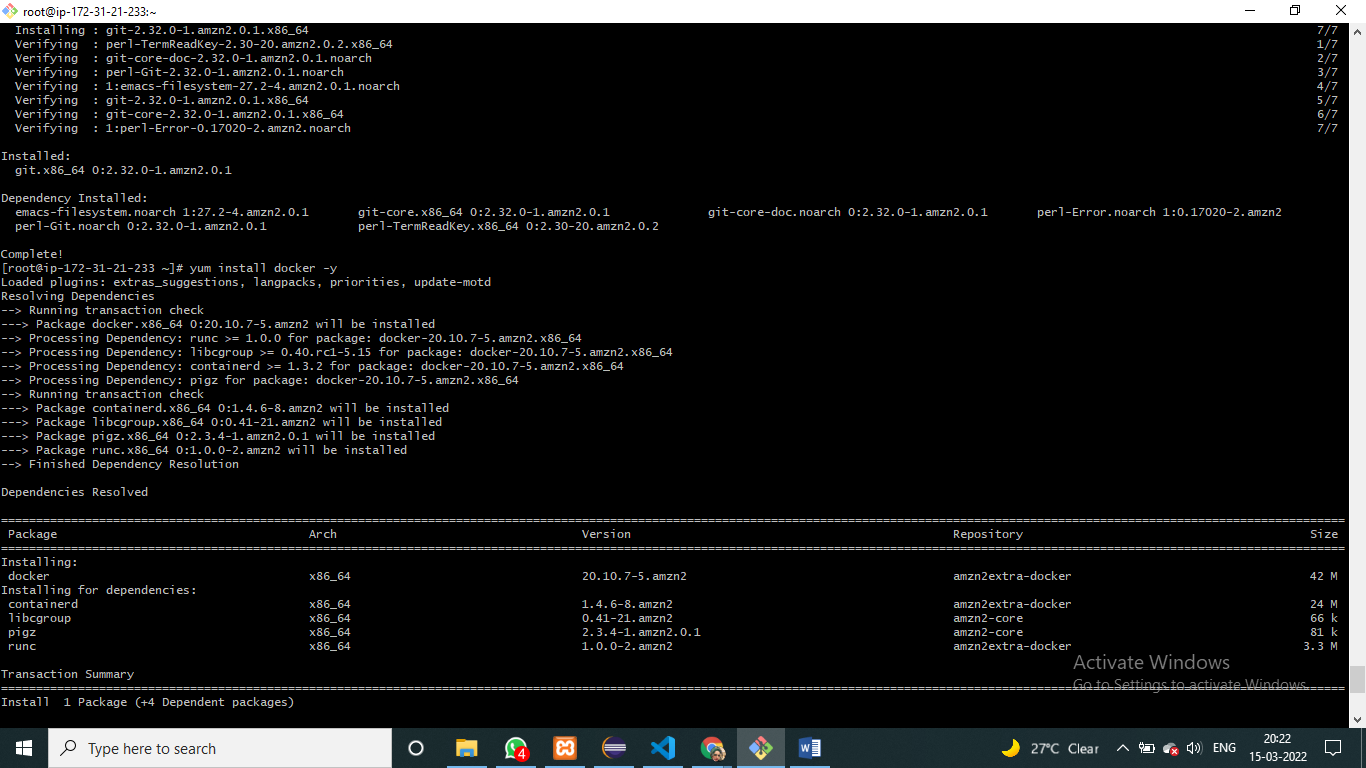 root@ip-172-31-21-233:~
Installing : git-2.32.0-1.amzn2.0.1.x86_64 7/7
Verifying : perl-TermReadKey-2.30-20.amzn2.0.2.x86_64 1/7
Verifying : git-core-doc-2.32.0-1.amzn2.0.1.noarch 2/7
Verifying : perl-Git-2.32.0-1.amzn2.0.1.noarch 3/7
Verifying : 1:emacs-filesystem-27.2-4.amzn2.0.1.noarch 4/7
Verifying : git-2.32.0-1.amzn2.0.1.x86_64 5/7
Verifying : git-core-2.32.0-1.amzn2.0.1.x86_64 6/7
Verifying : 1:perl-Error-0.17020-2.amzn2.noarch 7/7
Installed:
git.x86_64 0:2.32.0-1.amzn2.0.1
Dependency Installed:
emacs-filesystem.noarch 1:27.2-4.amzn2.0.1 git-core.x86_64 0:2.32.0-1.amzn2.0.1 git-core-doc.noarch 0:2.32.0-1.amzn2.0.1 perl-Error.noarch 1:0.17020-2.amzn2
perl-Git.noarch 0:2.32.0-1.amzn2.0.1 perl-TermReadKey.x86_64 0:2.30-20.amzn2.0.2
Complete!
[root@ip-172-31-21-233 ~]# yum install docker -y
Loaded plugins: extras_suggestions, langpacks, priorities, update-motd
Resolving Dependencies
--> Running transaction check
---> Package docker.x86_64 0:20.10.7-5.amzn2 will be installed
--> Processing Dependency: runc >= 1.0.0 for package: docker-20.10.7-5.amzn2.x86_64
--> Processing Dependency: libcgroup >= 0.40.rc1-5.15 for package: docker-20.10.7-5.amzn2.x86_64
--> Processing Dependency: containerd >= 1.3.2 for package: docker-20.10.7-5.amzn2.x86_64
--> Processing Dependency: pigz for package: docker-20.10.7-5.amzn2.x86_64
--> Running transaction check
---> Package containerd.x86_64 0:1.4.6-8.amzn2 will be installed
---> Package libcgroup.x86_64 0:0.41-21.amzn2 will be installed
---> Package pigz.x86_64 0:2.3.4-1.amzn2.0.1 will be installed
---> Package runc.x86_64 0:1.0.0-2.amzn2 will be installed
--> Finished Dependency Resolution
Dependencies Resolved
Package Arch Version Repository Size
Installing:
docker x86_64 20.10.7-5.amzn2 amzn2extra-docker 42 M
Installing for dependencies:
containerd x86_64 1.4.6-8.amzn2 amzn2extra-docker 24 M
libcgroup x86_64 0.41-21.amzn2 amzn2-core 66 k
pigz x86_64 2.3.4-1.amzn2.0.1 amzn2-core 81 k
runc x86_64 1.0.0-2.amzn2 amzn2extra-docker 3.3 M
Activate Windows
Transaction Summary
Go to Settings to activate Windows.
Install 1 Package (+4 Dependent packages)
Type here to search 4 27°C Clear ENG 20:22
15-03-2022